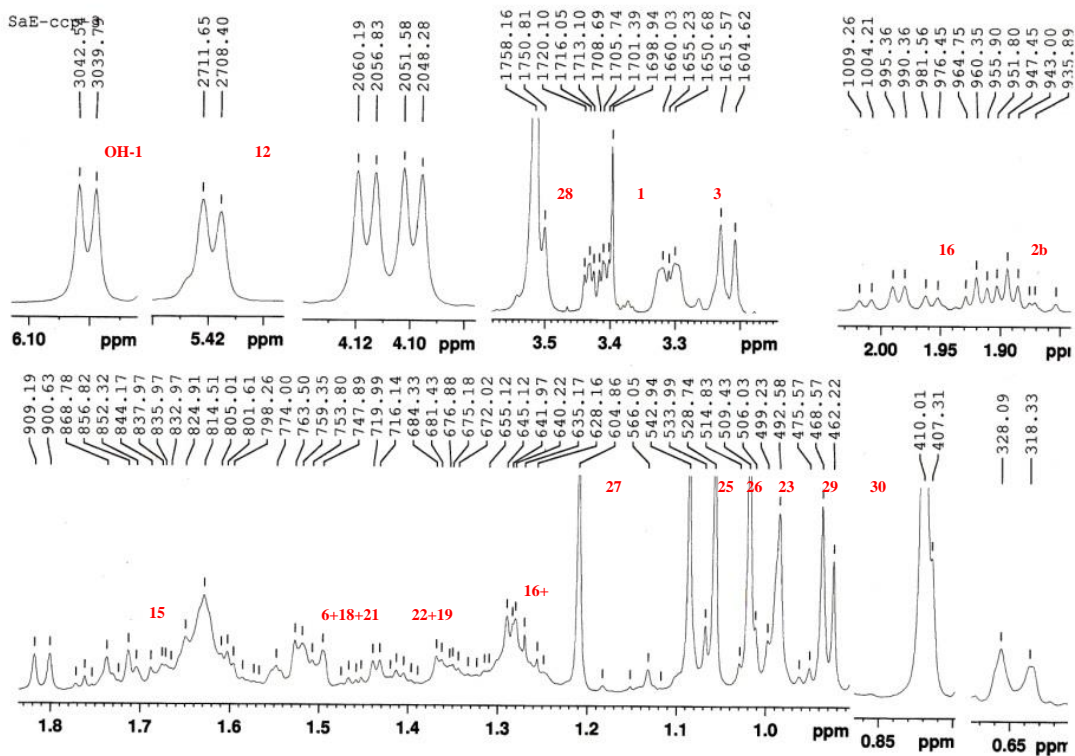 SaE-ccp
3042.54 3039.79 2711.65 2708.40 2060.19 2056.83 2051.58 2048.28 1758.16 1750.81 1720.10 1716.05 1713.10 1708.69 1705.74 1701.39 1698.94 1660.03 1655.23 1650.68 1615.57 1604.62 1009.26 1004.21 995.36 990.36 981.56 976.45 964.75 960.35 955.90 951.80 947.45 943.00 935.89
OH-1 12 28 1 3 16 2b
6.10 ppm 5.42 ppm 4.12 4.10 ppm 3.5 3.4 3.3 ppm 2.00 1.95 1.90 ppm
909.19 900.63 868.78 856.82 852.32 844.17 837.97 835.97 832.97 824.91 814.51 805.01 801.61 798.26 774.00 763.50 759.35 753.80 747.89 719.99 716.14 684.33 681.43 676.88 675.18 672.02 655.12 645.12 641.97 640.22 635.17 628.16 604.86 566.05 542.94 533.99 528.74 514.83 509.43 506.03 499.23 492.58 475.57 468.57 462.22 410.01 407.31 328.09 318.33
27 25 26 23 29 30
15 6+18+21 22+19 16+
1.8 1.7 1.6 1.5 1.4 1.3 1.2 1.1 1.0 ppm 0.85 ppm 0.65 ppm